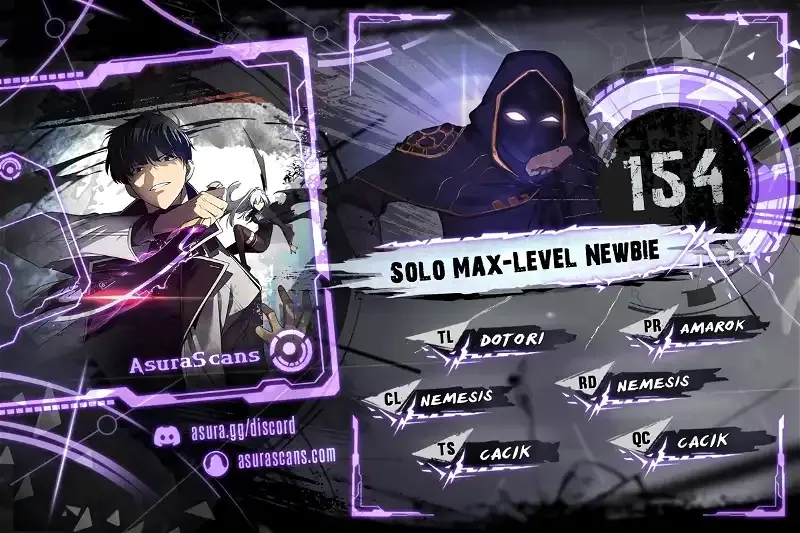 154
SOLO MAX-LEVEL NEWBIE
TL DOTORI
PR AMAROK
CL NEMESIS
RD NEMESIS
TS CACIK
QC CACIK
AsuraScans
asura.gg/discord
asurascans.com